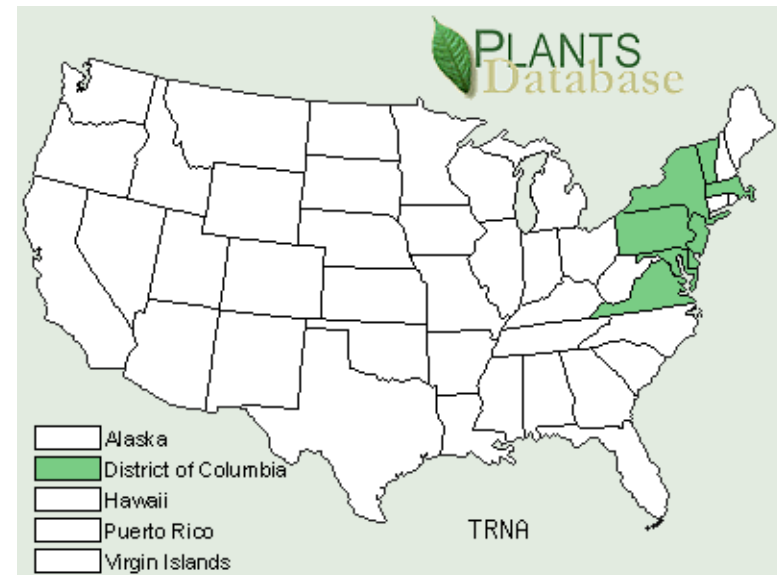 PLANTS
Database
Alaska
District of Columbia
Hawaii
Puerto Rico
Virgin Islands
TRNA